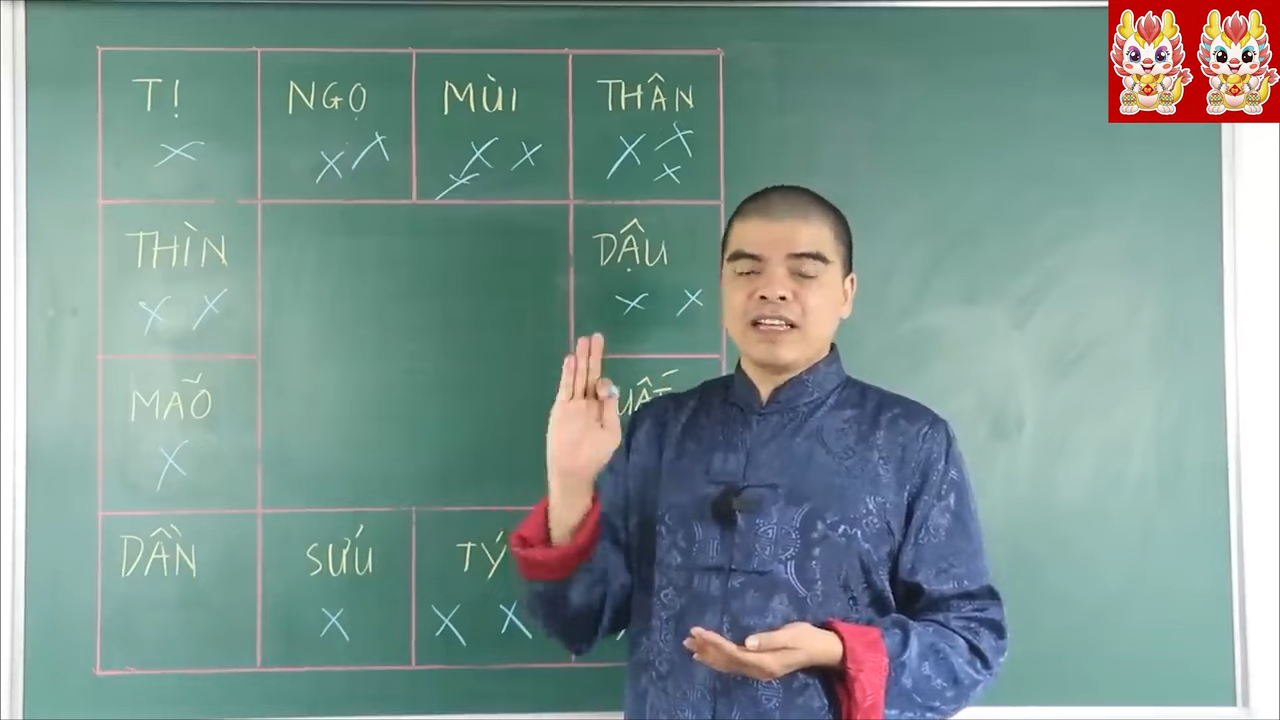 TỊ NGỌ MÙI THÂN
X X X X X X X X X
THÌN DẬU
X X X X
MÃO
X
DẦN SỬU TÝ
X X X